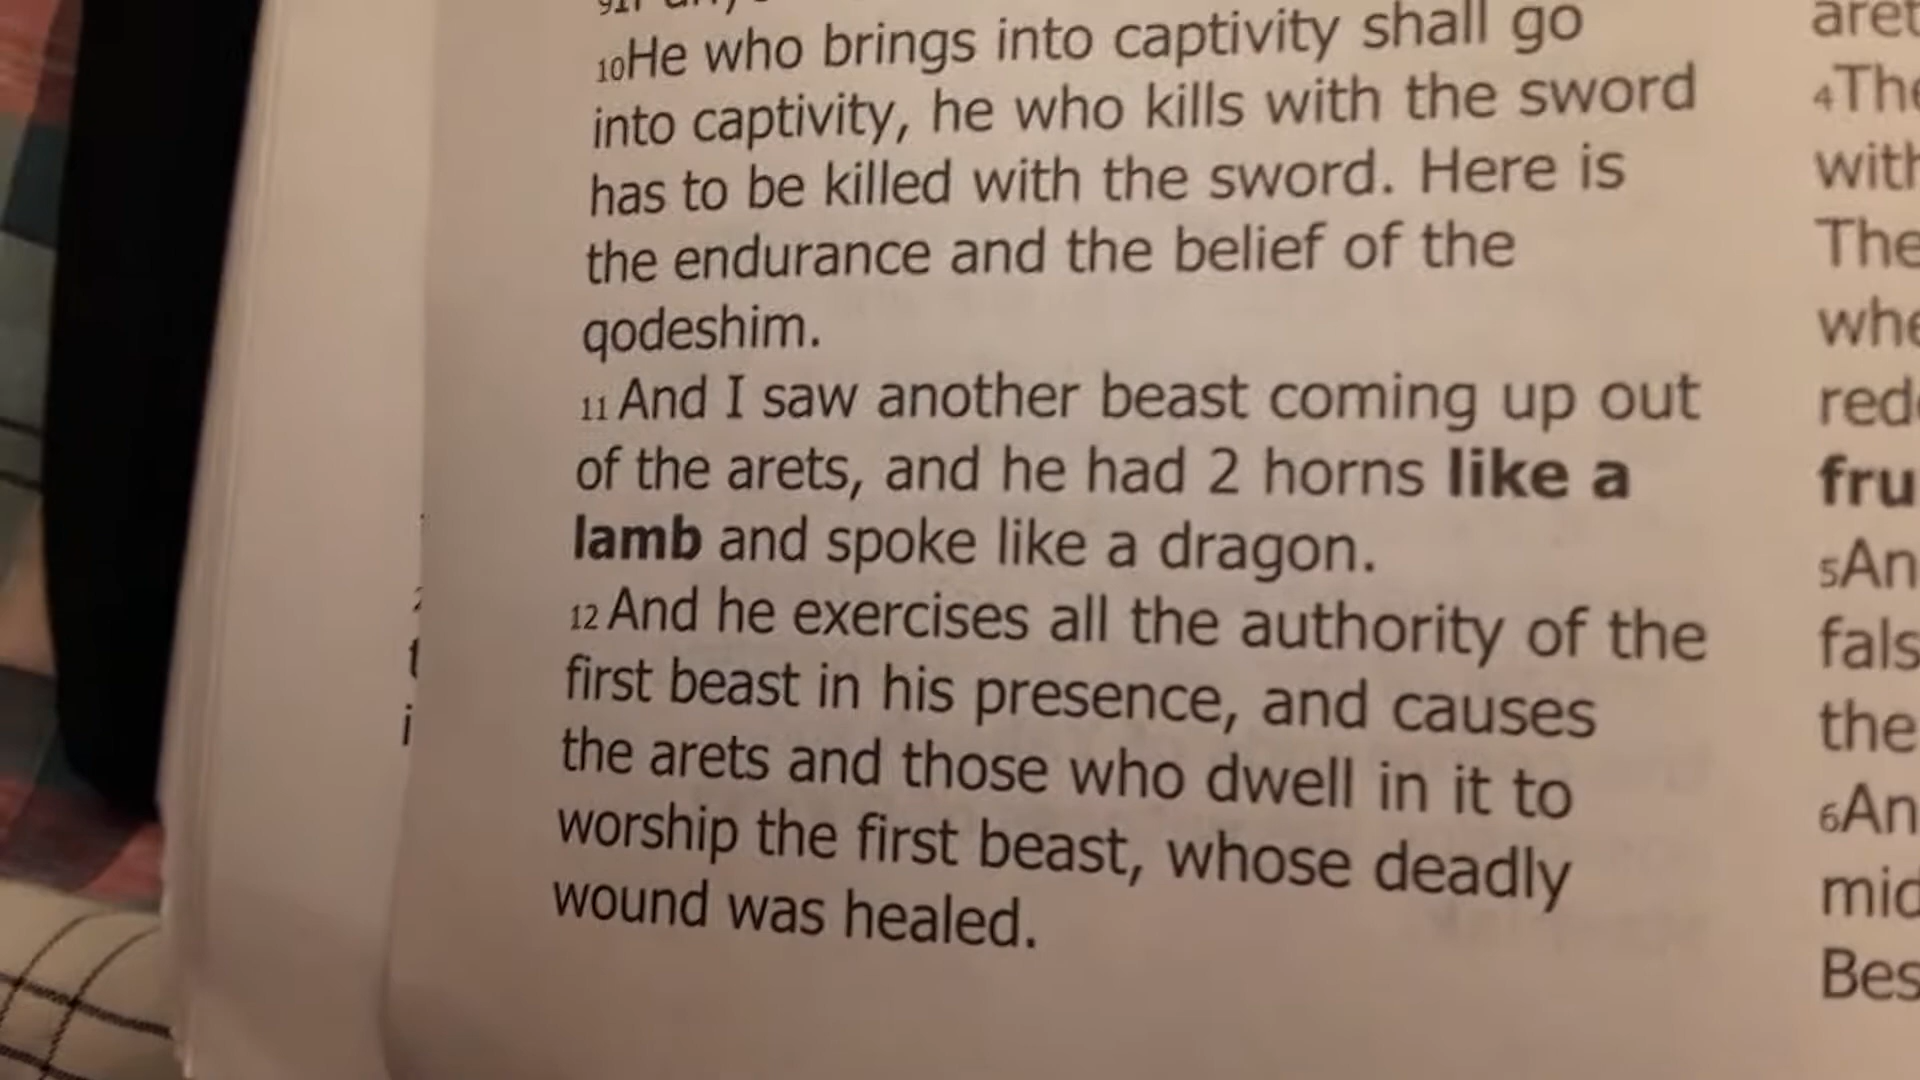 10He who brings into captivity shall go
into captivity, he who kills with the sword
has to be killed with the sword. Here is
the endurance and the belief of the
qodeshim.
11 And I saw another beast coming up out
of the arets, and he had 2 horns like a
lamb and spoke like a dragon.
12 And he exercises all the authority of the
first beast in his presence, and causes
the arets and those who dwell in it to
worship the first beast, whose deadly
wound was healed.
4The
The
5An
the
6An